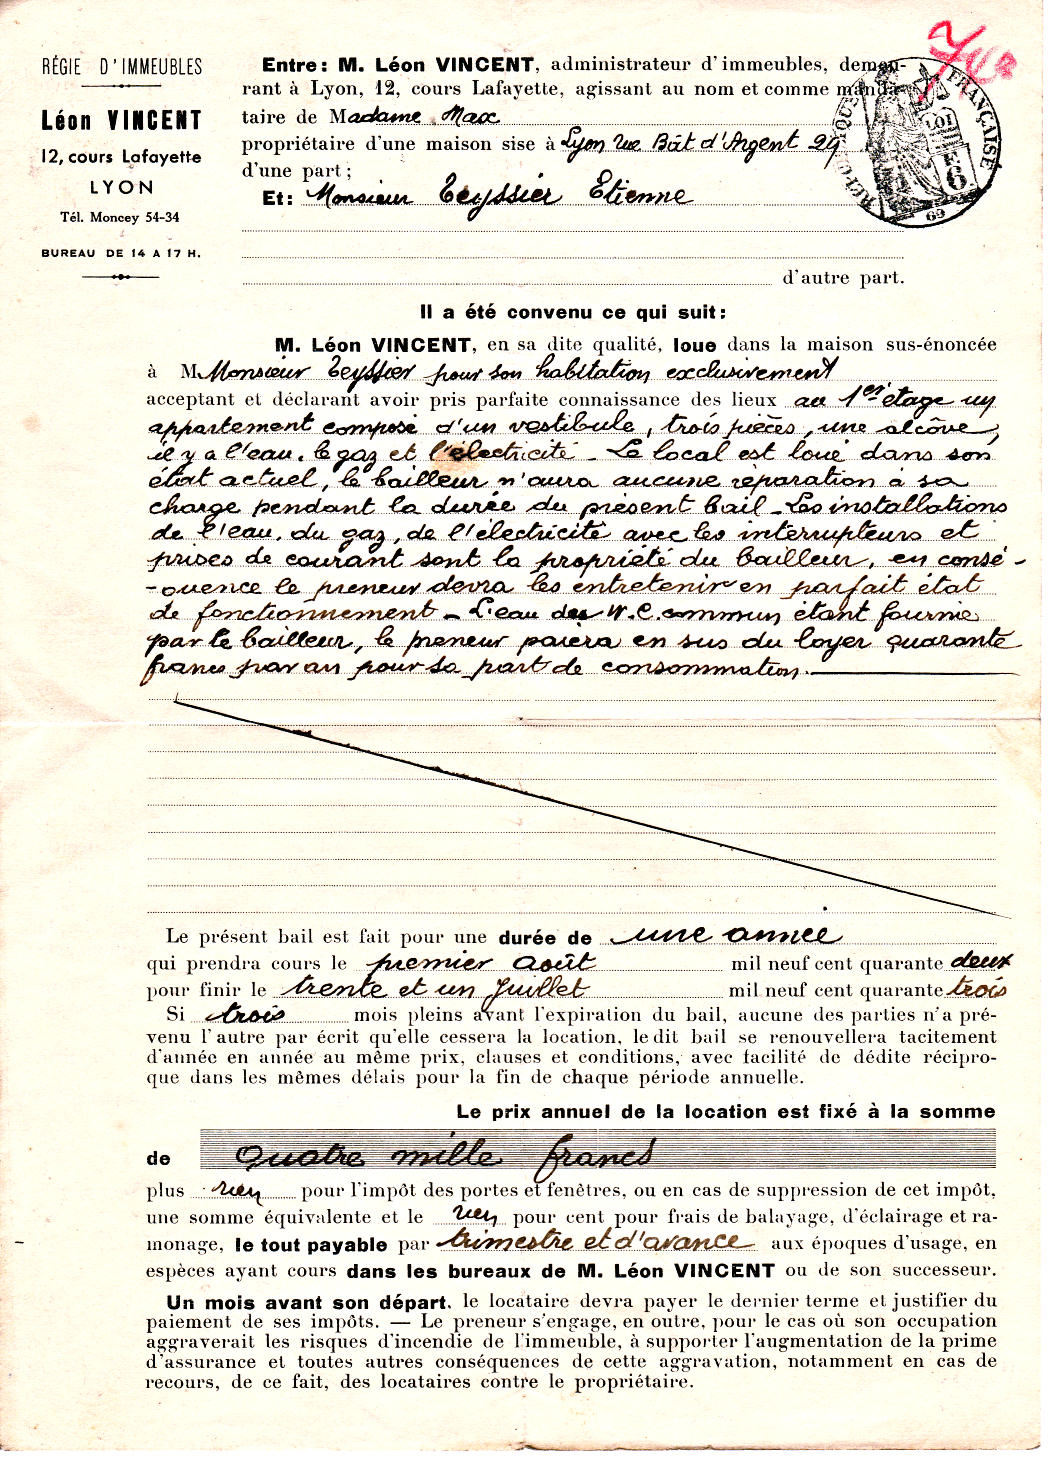 RÉGIE D'IMMEUBLES
Léon VINCENT
12, cours Lafayette
LYON
Tél. Moncey 54-34
BUREAU DE 14 A 17 H.
Entre: M. Léon VINCENT, administrateur d'immeubles, demeu-
rant à Lyon, 12, cours Lafayette, agissant au nom et comme manda-
taire de Madame Max
propriétaire d'une maison sise à Lyon rue Bât d'Argent 24
d'une part;
Et: Monsieur Teyssier Etienne
d'autre part.
FRANÇAISE
LOI
6
69
Il a été convenu ce qui suit:
M. Léon VINCENT, en sa dite qualité, loue dans la maison sus-énoncée
à M. Monsieur Teyssier pour son habitation exclusivement
acceptant et déclarant avoir pris parfaite connaissance des lieux au 1er étage un
appartement composé d'un vestibule, trois pièces, une alcôve,
il y a l'eau, le gaz et l'électricité - Le local est loué dans son
état actuel, le bailleur n'aura aucune réparation à sa
charge pendant la durée du présent bail - Les installations
de l'eau, du gaz, de l'électricité avec les interrupteurs et
prises de courant sont la propriété du bailleur, en consé-
-quence le preneur devra les entretenir en parfait état
de fonctionnement - L'eau des W.C. commun étant fournie
par le bailleur, le preneur paiera en sus du loyer quarante
francs par an pour sa part de consommation.
Le présent bail est fait pour une durée de une année
qui prendra cours le premier Août mil neuf cent quarante deux
pour finir le trente et un Juillet mil neuf cent quarante trois
Si trois mois pleins avant l'expiration du bail, aucune des parties n'a pré-
venu l'autre par écrit qu'elle cessera la location, le dit bail se renouvellera tacitement
d'année en année au même prix, clauses et conditions, avec facilité de dédite récipro-
que dans les mêmes délais pour la fin de chaque période annuelle.
Le prix annuel de la location est fixé à la somme
de quatre mille francs
plus rien pour l'impôt des portes et fenêtres, ou en cas de suppression de cet impôt,
une somme équivalente et le rien pour cent pour frais de balayage, d'éclairage et ra-
monage, le tout payable par trimestre et d'avance aux époques d'usage, en
espèces ayant cours dans les bureaux de M. Léon VINCENT ou de son successeur.
Un mois avant son départ, le locataire devra payer le dernier terme et justifier du
paiement de ses impôts. — Le preneur s'engage, en outre, pour le cas où son occupation
aggraverait les risques d'incendie de l'immeuble, à supporter l'augmentation de la prime
d'assurance et toutes autres conséquences de cette aggravation, notamment en cas de
recours, de ce fait, des locataires contre le propriétaire.